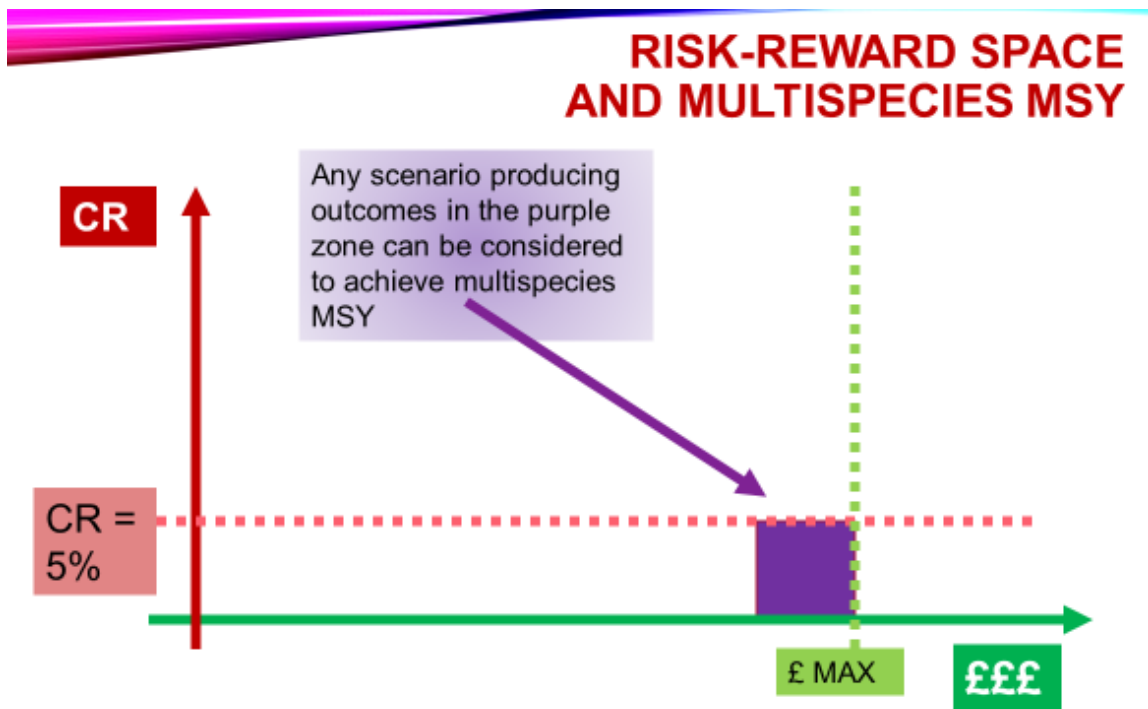 RISK-REWARD SPACE
AND MULTISPECIES MSY
Any scenario producing
outcomes in the purple
zone can be considered
to achieve multispecies
MSY
CR
CR =
5%
£ MAX
£££